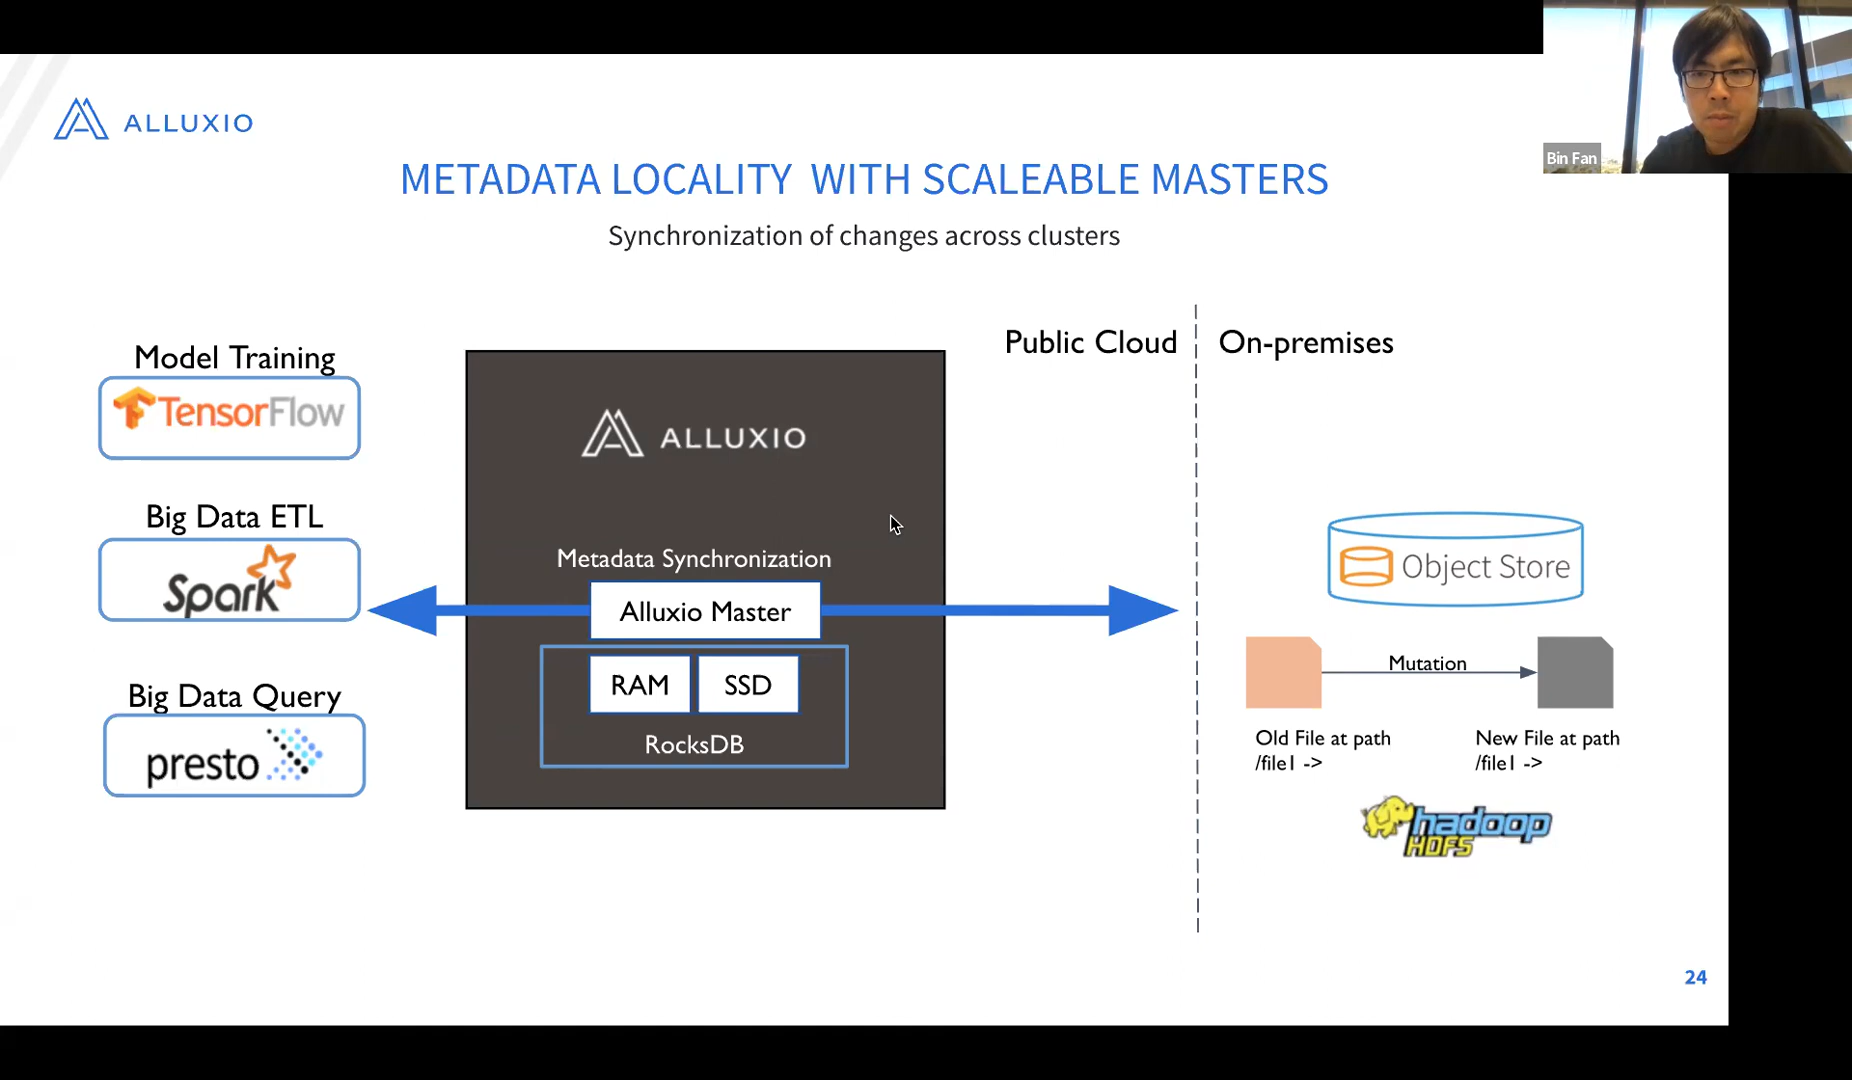 Bin Fan
ALLUXIO
METADATA LOCALITY WITH SCALEABLE MASTERS
Synchronization of changes across clusters
Public Cloud
On-premises
Model Training
TensorFlow
Big Data ETL
Spark
Big Data Query
presto
ALLUXIO
Metadata Synchronization
Alluxio Master
RAM
SSD
RocksDB
Object Store
Mutation
Old File at path
/file1 ->
New File at path
/file1 ->
hadoop
HDFS
24